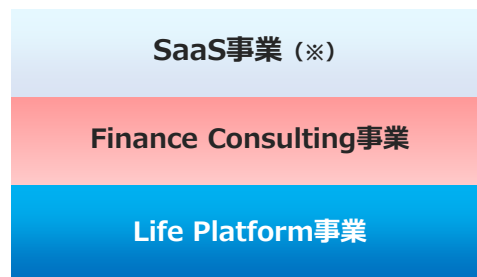 SaaS事業（※）
Finance Consulting事業
Life Platform事業